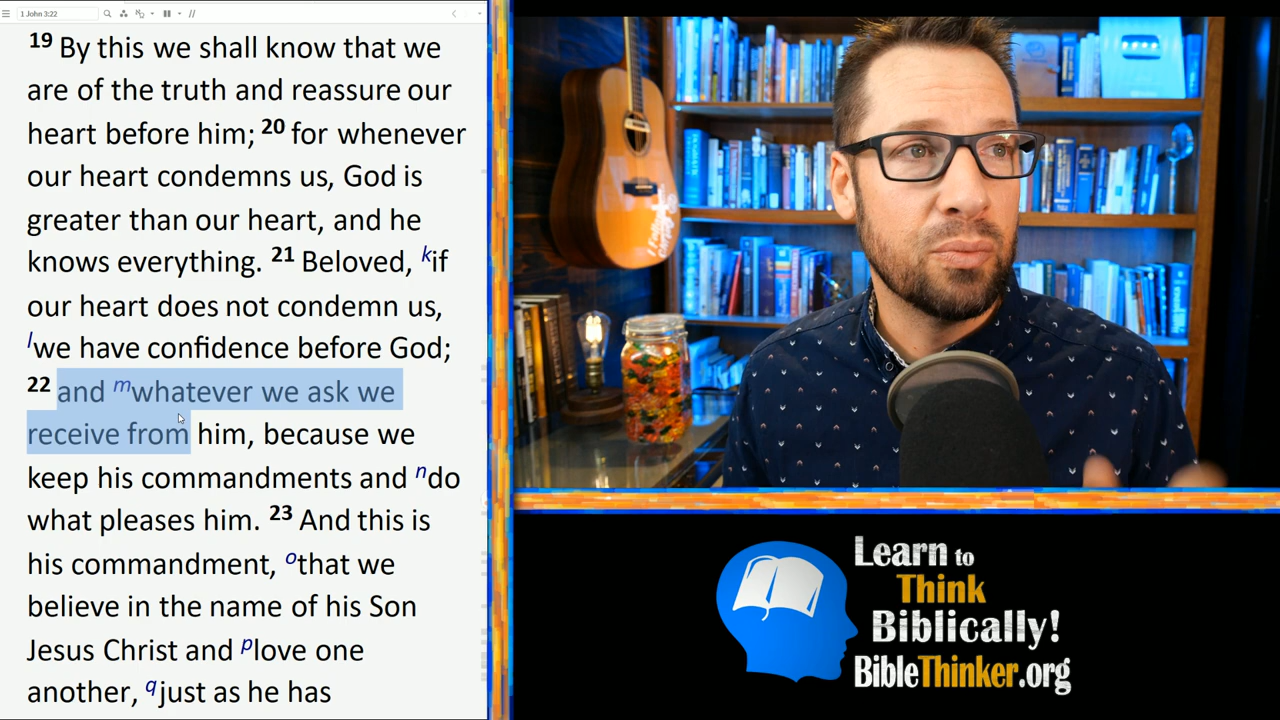 1 John 3:22
19 By this we shall know that we
are of the truth and reassure our
heart before him; 20 for whenever
our heart condemns us, God is
greater than our heart, and he
knows everything. 21 Beloved, kif
our heart does not condemn us,
lwe have confidence before God;
22 and mwhatever we ask we
receive from him, because we
keep his commandments and ndo
what pleases him. 23 And this is
his commandment, othat we
believe in the name of his Son
Jesus Christ and plove one
another, qjust as he has
Learn to
Think
Biblically!
BibleThinker.org